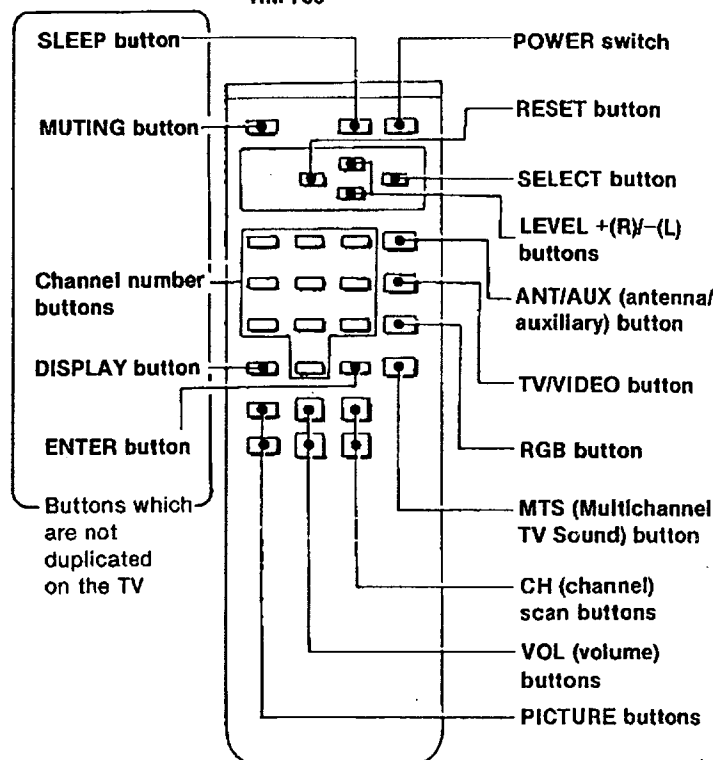 SLEEP button
MUTING button
Channel number
buttons
DISPLAY button
ENTER button
Buttons which
are not
duplicated
on the TV
POWER switch
RESET button
SELECT button
LEVEL +(R)/−(L)
buttons
ANT/AUX (antenna/
auxiliary) button
TV/VIDEO button
RGB button
MTS (Multichannel
TV Sound) button
CH (channel)
scan buttons
VOL (volume)
buttons
PICTURE buttons